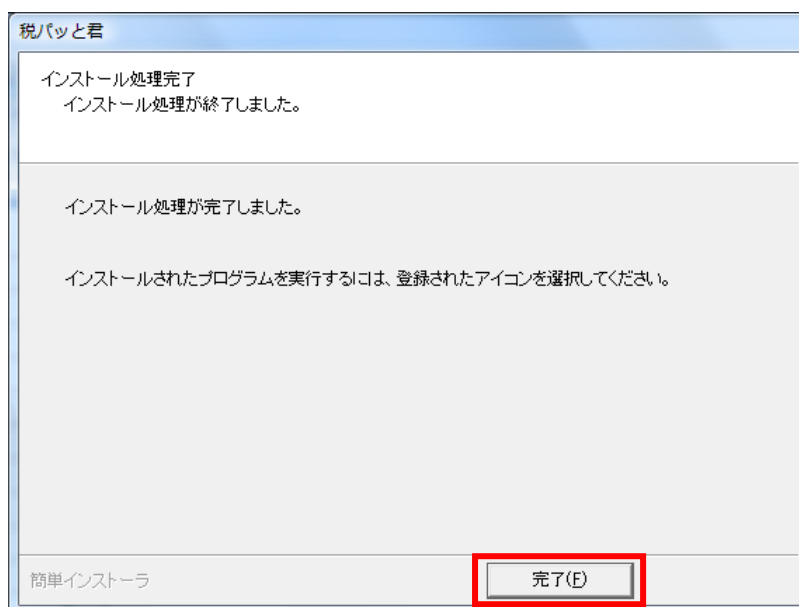 税パッと君
インストール処理完了
インストール処理が終了しました。
インストール処理が完了しました。
インストールされたプログラムを実行するには、登録されたアイコンを選択してください。
簡単インストーラ
完了(F)